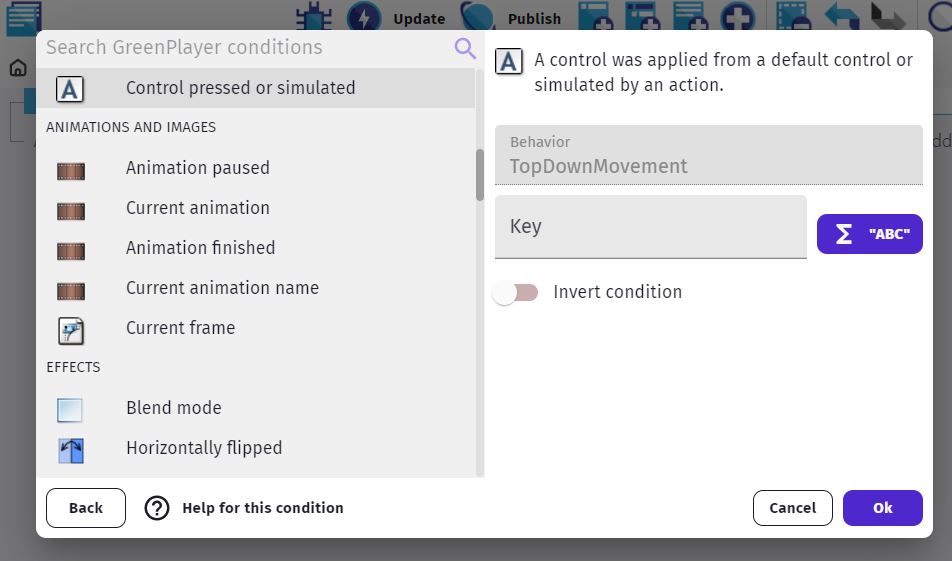 Update
Publish
Search GreenPlayer conditions
Control pressed or simulated
ANIMATIONS AND IMAGES
Animation paused
Current animation
Animation finished
Current animation name
Current frame
EFFECTS
Blend mode
Horizontally flipped
A
A
A control was applied from a default control or
simulated by an action.
Behavior
TopDownMovement
Key
Σ "ABC"
Invert condition
Back
? Help for this condition
Cancel
Ok